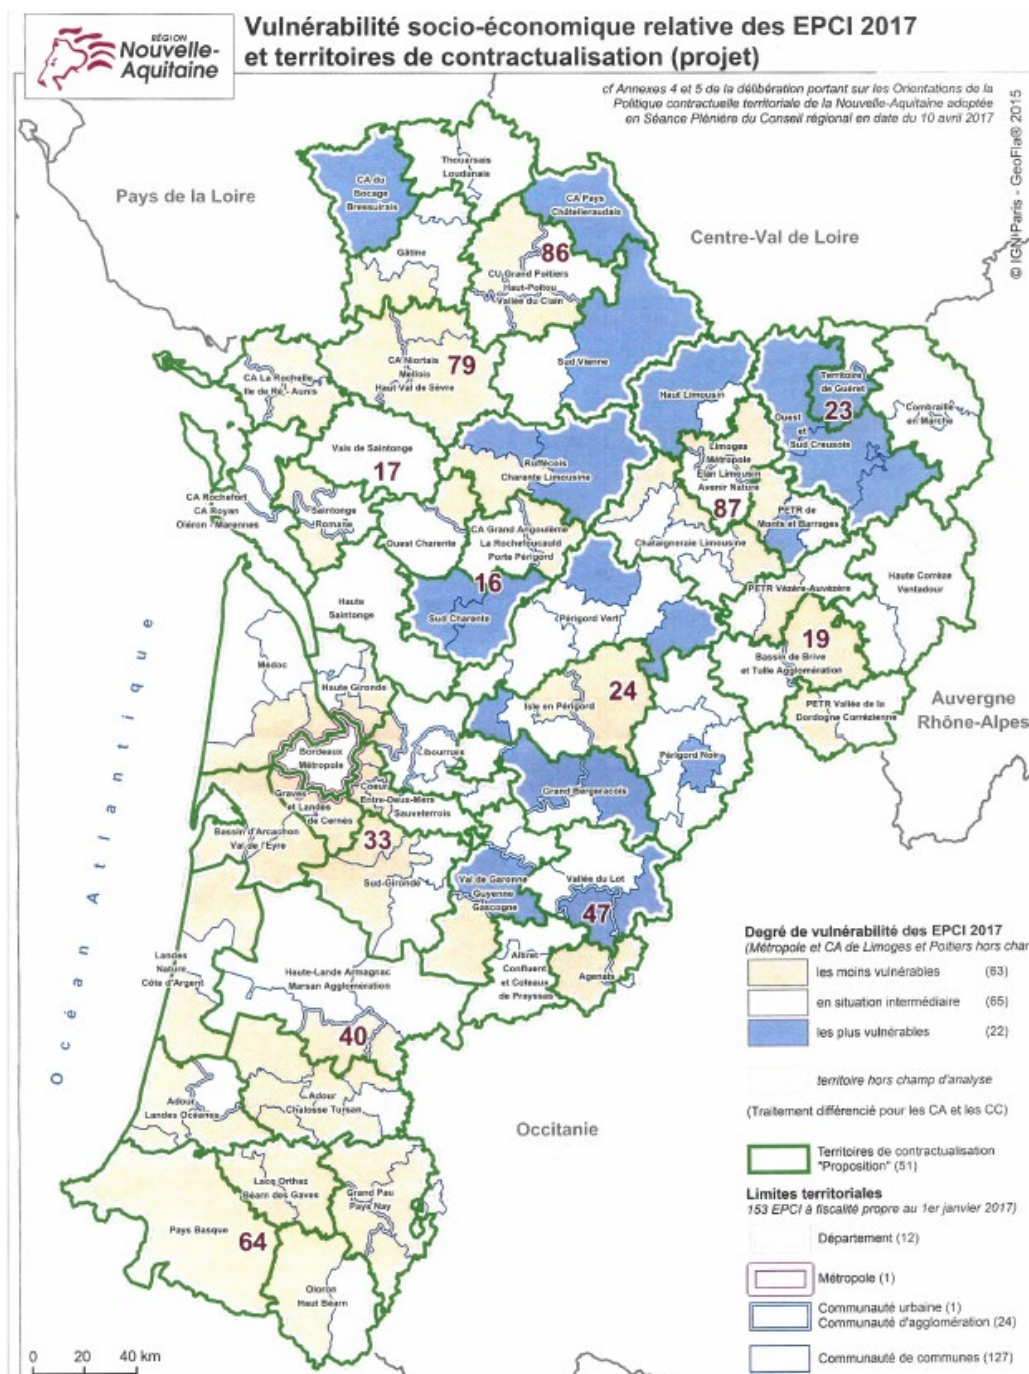 RÉGION
Nouvelle-
Aquitaine
Vulnérabilité socio-économique relative des EPCI 2017
et territoires de contractualisation (projet)
cf Annexes 4 et 5 de la délibération portant sur les Orientations de la
Politique contractuelle territoriale de la Nouvelle-Aquitaine adoptée
en Séance Plénière du Conseil régional en date du 10 avril 2017
© IGN Paris - GeoFla® 2015
Pays de la Loire
Centre-Val de Loire
Thouarsais
Loudunais
CA du
Bocage
Bressuirais
CA Pays
Châtelleraudais
Gâtine
86
CU Grand Poitiers
Haut-Poitou
Vallée du Clain
CA Niortais
Mellois
Haut Val de Sèvre
79
Sud Vienne
CA La Rochelle
Ile de Ré - Aunis
Haut Limousin
Territoire
de Guéret
23
Combraille
en Marche
Ouest
et
Sud Creusois
Vals de Saintonge
17
Ruffécois
Charente Limousine
Limoges
Métropole
Elan Limousin
Avenir Nature
87
CA Rochefort
CA Royan
Oléron - Marennes
Saintonge
Romane
Ouest Charente
CA Grand Angoulême
La Rochefoucauld
Porte Périgord
PETR de
Monts et Barrages
Châtaigneraie Limousine
16
Haute Corrèze
Ventadour
Haute
Saintonge
Sud Charente
Périgord Vert
PETR Vézère-Auvézère
19
Bassin de Brive
et Tulle Agglomération
Médoc
Haute Gironde
24
Isle en Périgord
PETR Vallée de la
Dordogne Corrézienne
Auvergne
Rhône-Alpes
Océan Atlantique
Bordeaux
Métropole
Libournais
Périgord Noir
Coeur
Entre-Deux-Mers
Sauveterrois
Grand Bergeracois
Graves
et Landes
de Cernès
Bassin d'Arcachon
Val de l'Eyre
33
Sud-Gironde
Val de Garonne
Guyenne
Gascogne
Vallée du Lot
47
Landes
Nature
Côte d'Argent
Haute-Lande Armagnac
Marsan Agglomération
Albret
Confluent
et Coteaux
de Prayssas
Agenais
40
Adour
Landes Océanes
Adour
Chalosse Tursan
Occitanie
Lacq Orthez
Béarn des Gaves
Grand Pau
Pays Nay
Pays Basque
64
Oloron
Haut Béarn
0 20 40 km
Degré de vulnérabilité des EPCI 2017
(Métropole et CA de Limoges et Poitiers hors char
les moins vulnérables (63)
en situation intermédiaire (65)
les plus vulnérables (22)
territoire hors champ d'analyse
(Traitement différencié pour les CA et les CC)
Territoires de contractualisation
"Proposition" (51)
Limites territoriales
153 EPCI à fiscalité propre au 1er janvier 2017)
Département (12)
Métropole (1)
Communauté urbaine (1)
Communauté d'agglomération (24)
Communauté de communes (127)